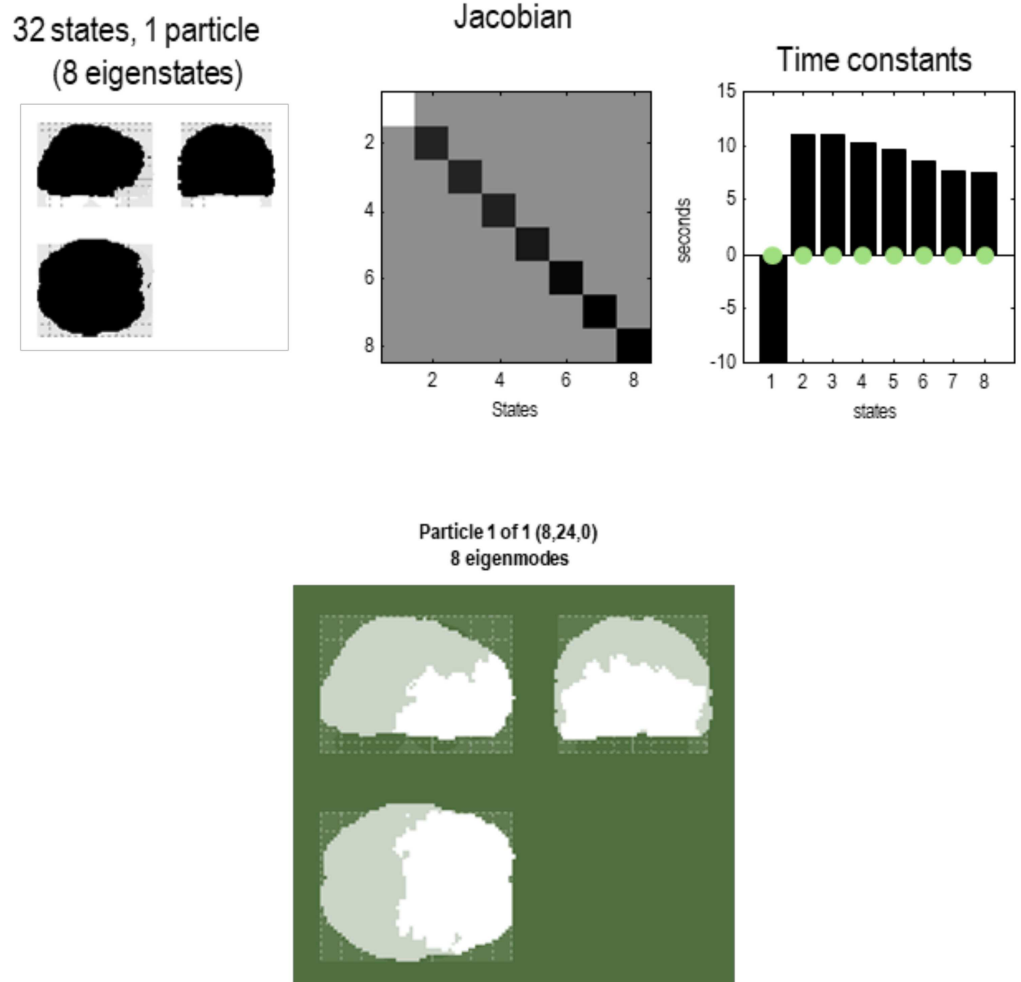 32 states, 1 particle
(8 eigenstates)
Jacobian
2
4
6
8
2 4 6 8
States
Time constants
15
10
5
0
-5
-10
seconds
1 2 3 4 5 6 7 8
states
Particle 1 of 1 (8,24,0)
8 eigenmodes